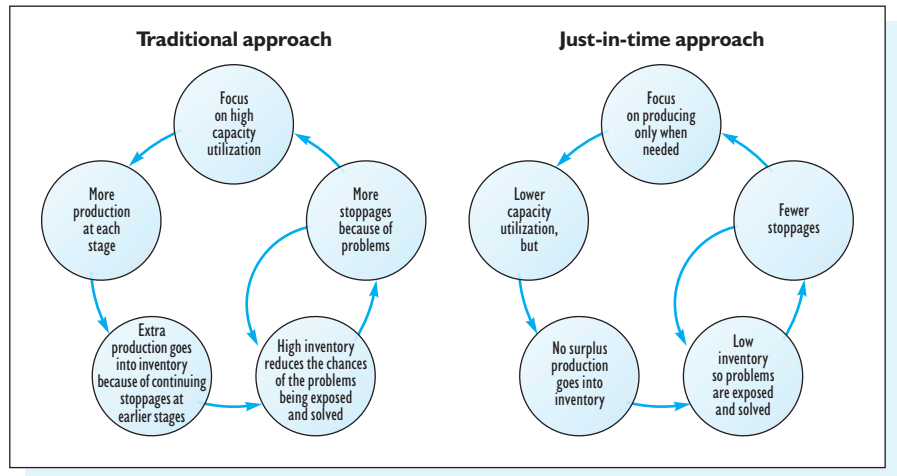 Traditional approach
Focus
on high
capacity
utilization
More
production
at each
stage
More
stoppages
because of
problems
Extra
production goes
into inventory
because of continuing
stoppages at
earlier stages
High inventory
reduces the chances
of the problems
being exposed
and solved
Just-in-time approach
Focus
on producing
only when
needed
Lower
capacity
utilization,
but
Fewer
stoppages
No surplus
production
goes into
inventory
Low
inventory
so problems
are exposed
and solved